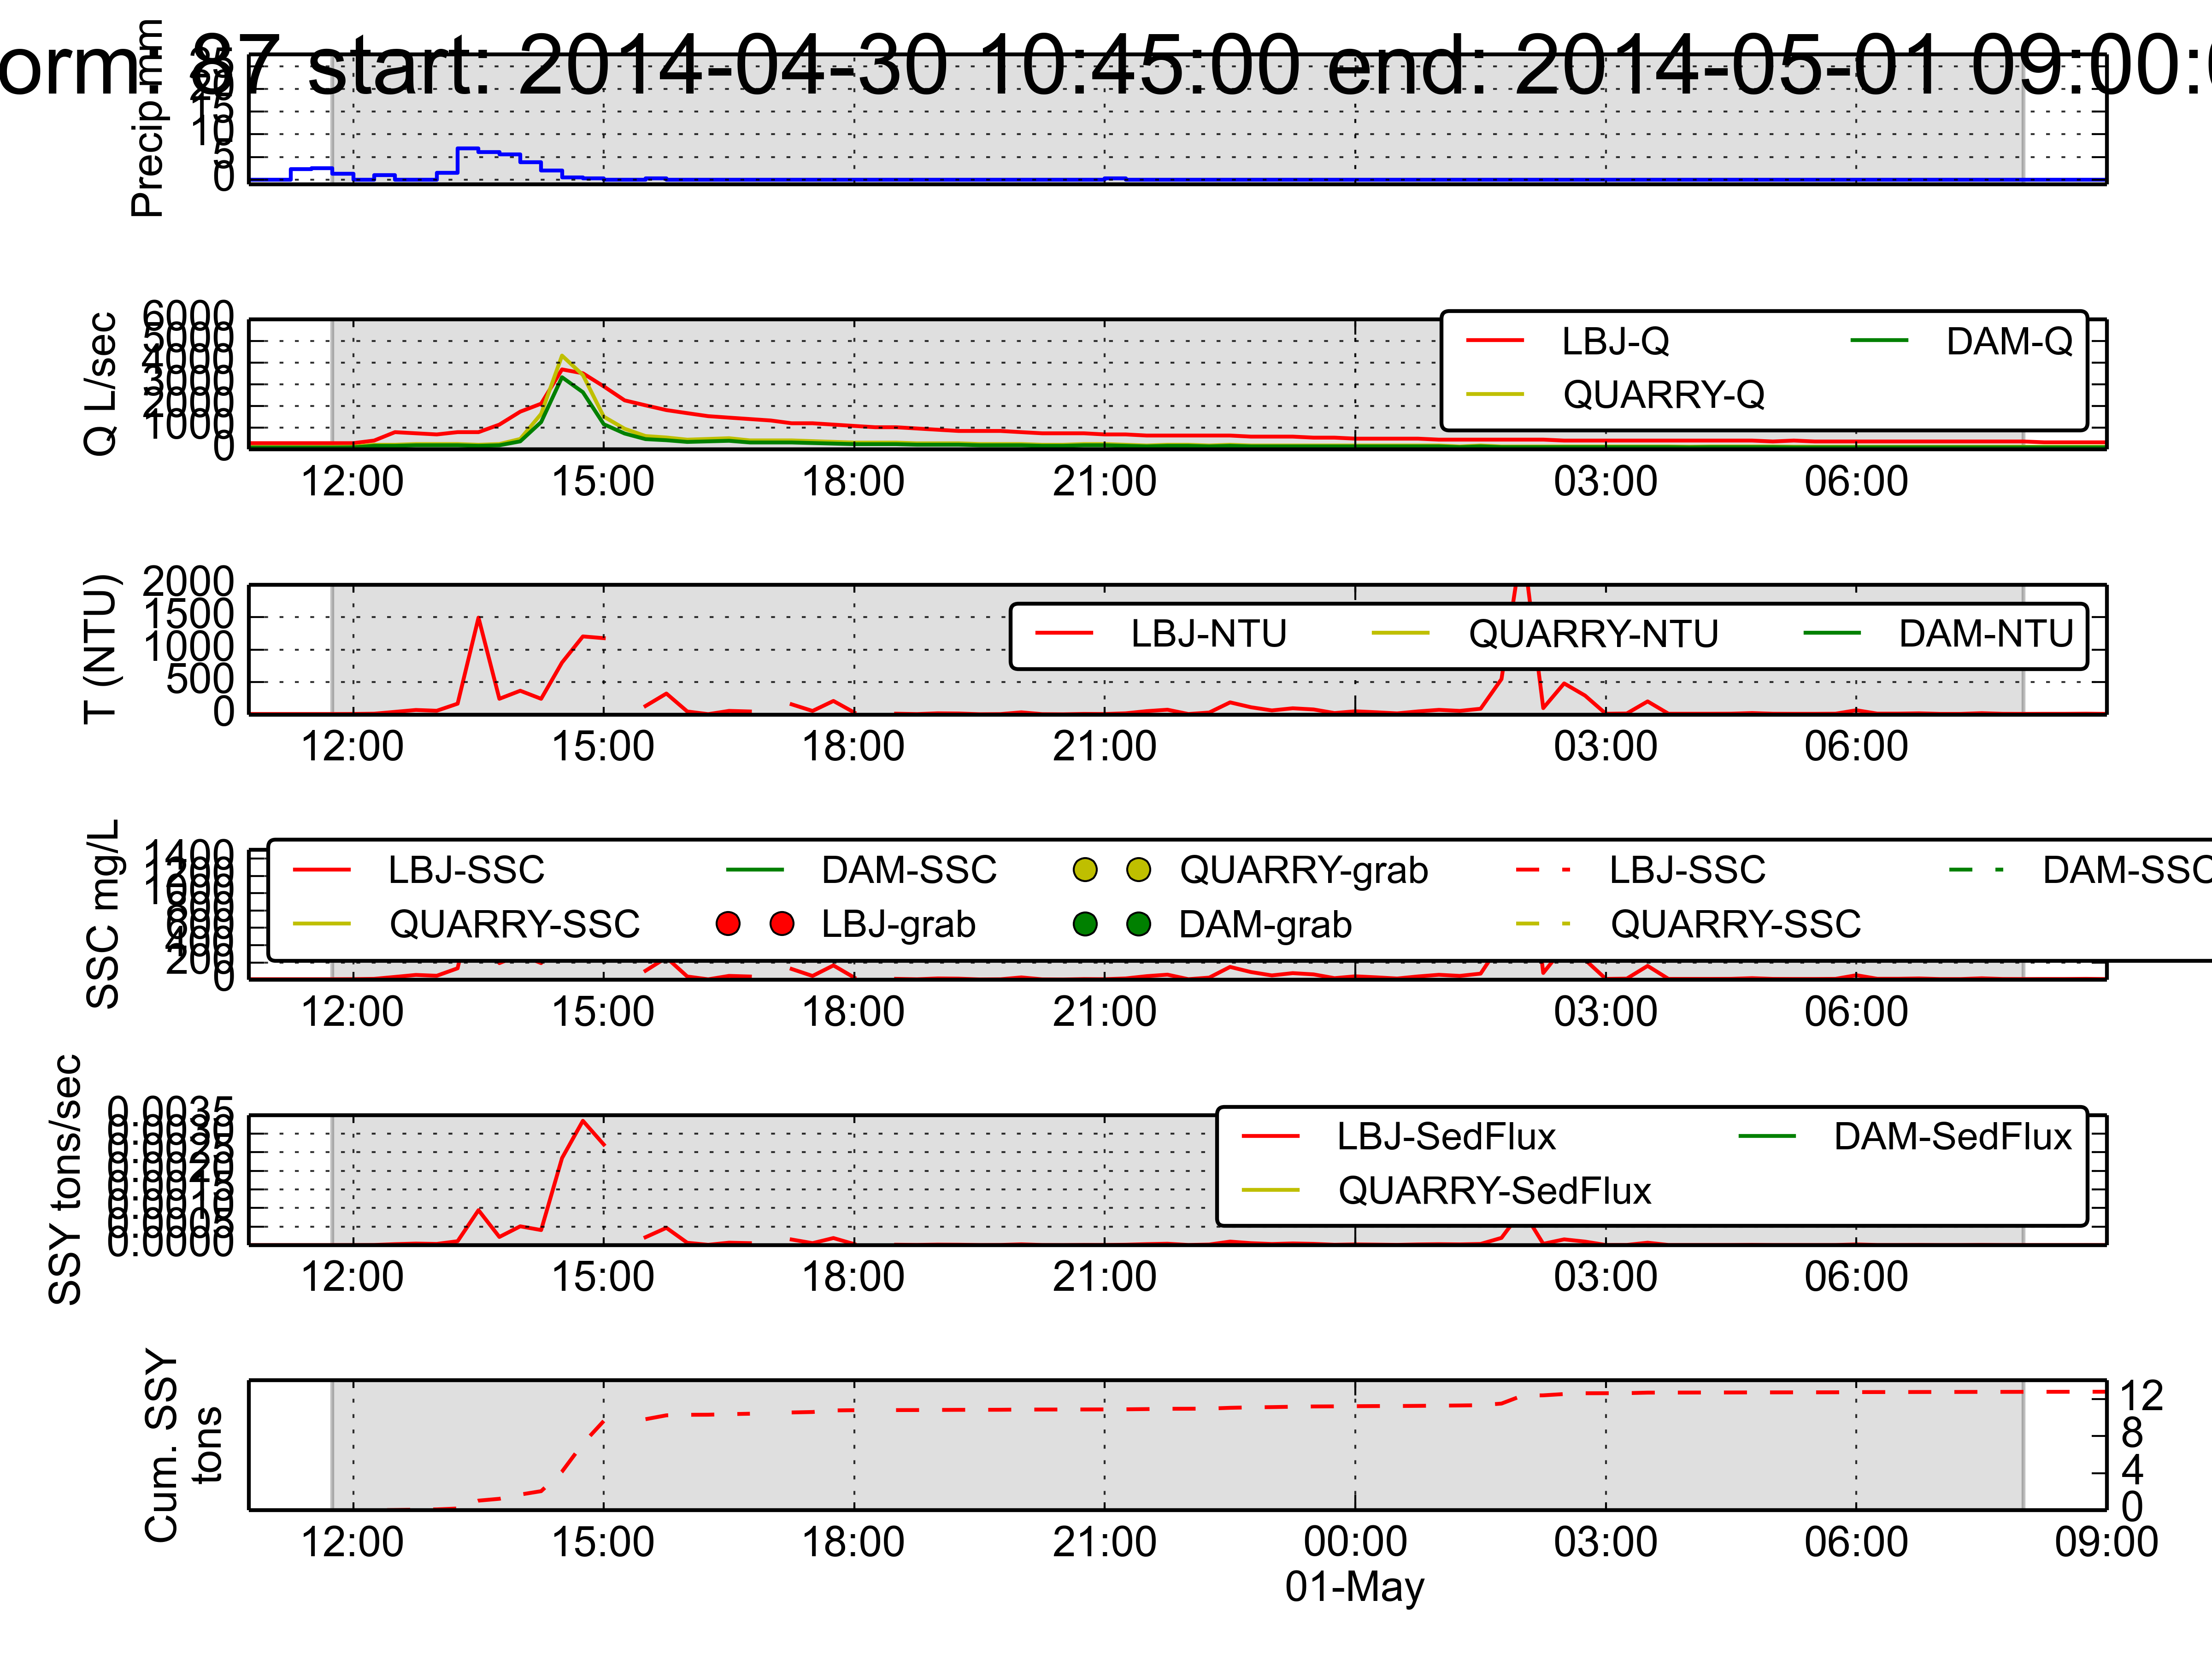 orm: 87 start: 2014-04-30 10:45:00 end: 2014-05-01 09:00:0
Precip-mm
25
20
15
10
5
0
Q L/sec
6000
5000
4000
3000
2000
1000
0
LBJ-Q
DAM-Q
QUARRY-Q
12:00 15:00 18:00 21:00 03:00 06:00
T (NTU)
2000
1500
1000
500
0
LBJ-NTU QUARRY-NTU DAM-NTU
12:00 15:00 18:00 21:00 03:00 06:00
SSC mg/L
1400
1200
1000
800
600
400
200
0
LBJ-SSC DAM-SSC QUARRY-grab LBJ-SSC DAM-SSC
QUARRY-SSC LBJ-grab DAM-grab QUARRY-SSC
12:00 15:00 18:00 21:00 03:00 06:00
SSY tons/sec
0.0035
0.0030
0.0025
0.0020
0.0015
0.0010
0.0005
0.0000
LBJ-SedFlux DAM-SedFlux
QUARRY-SedFlux
12:00 15:00 18:00 21:00 03:00 06:00
Cum. SSY
tons
12
8
4
0
12:00 15:00 18:00 21:00 00:00 03:00 06:00 09:00
01-May